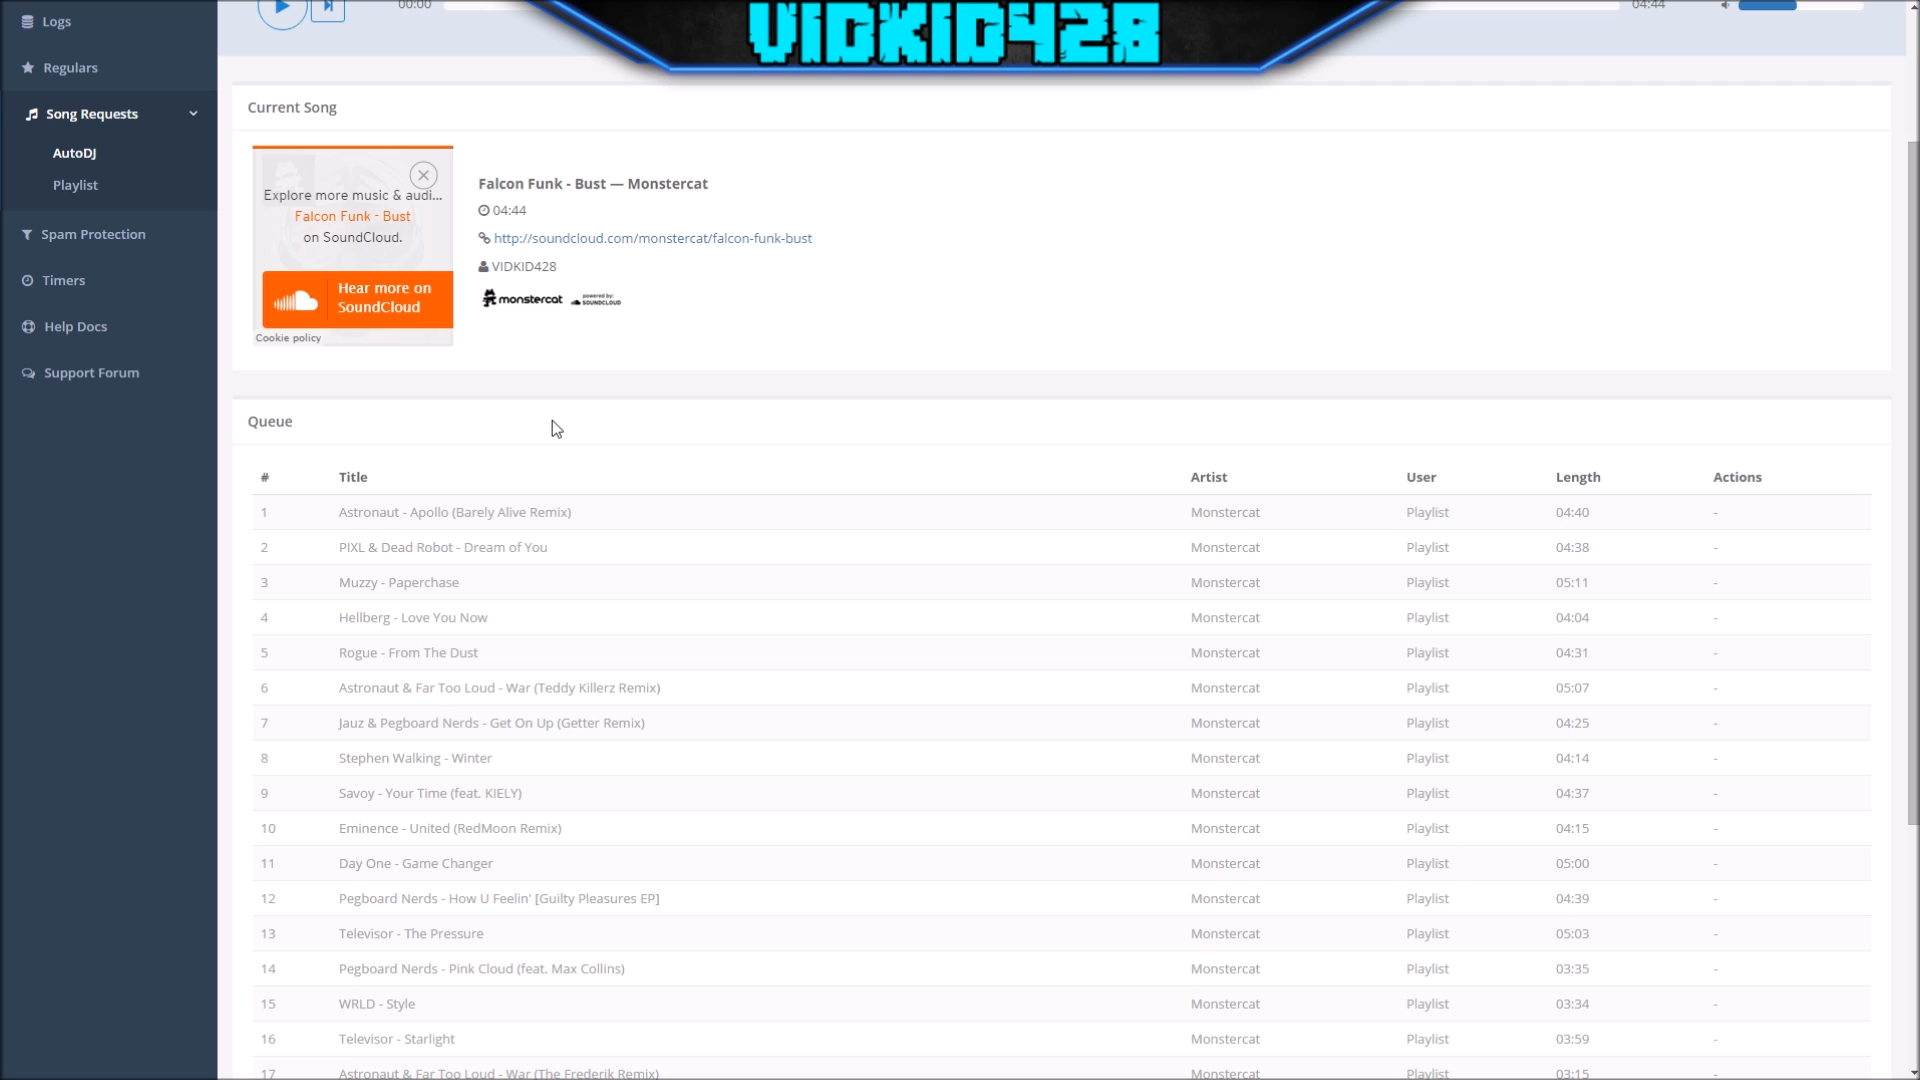 Logs
Regulars
Song Requests
AutoDJ
Playlist
Spam Protection
Timers
Help Docs
Support Forum
00:00
VIDKID428
04:44
Current Song
Explore more music & audi...
Falcon Funk - Bust
on SoundCloud.
Hear more on
SoundCloud
Cookie policy
Falcon Funk - Bust — Monstercat
04:44
http://soundcloud.com/monstercat/falcon-funk-bust
VIDKID428
monstercat powered by: SOUNDCLOUD
Queue
# Title Artist User Length Actions
1 Astronaut - Apollo (Barely Alive Remix) Monstercat Playlist 04:40 -
2 PIXL & Dead Robot - Dream of You Monstercat Playlist 04:38 -
3 Muzzy - Paperchase Monstercat Playlist 05:11 -
4 Hellberg - Love You Now Monstercat Playlist 04:04 -
5 Rogue - From The Dust Monstercat Playlist 04:31 -
6 Astronaut & Far Too Loud - War (Teddy Killerz Remix) Monstercat Playlist 05:07 -
7 Jauz & Pegboard Nerds - Get On Up (Getter Remix) Monstercat Playlist 04:25 -
8 Stephen Walking - Winter Monstercat Playlist 04:14 -
9 Savoy - Your Time (feat. KIELY) Monstercat Playlist 04:37 -
10 Eminence - United (RedMoon Remix) Monstercat Playlist 04:15 -
11 Day One - Game Changer Monstercat Playlist 05:00 -
12 Pegboard Nerds - How U Feelin' [Guilty Pleasures EP] Monstercat Playlist 04:39 -
13 Televisor - The Pressure Monstercat Playlist 05:03 -
14 Pegboard Nerds - Pink Cloud (feat. Max Collins) Monstercat Playlist 03:35 -
15 WRLD - Style Monstercat Playlist 03:34 -
16 Televisor - Starlight Monstercat Playlist 03:59 -
17 Astronaut & Far Too Loud - War (The Frederik Remix) Monstercat Playlist 03:15 -